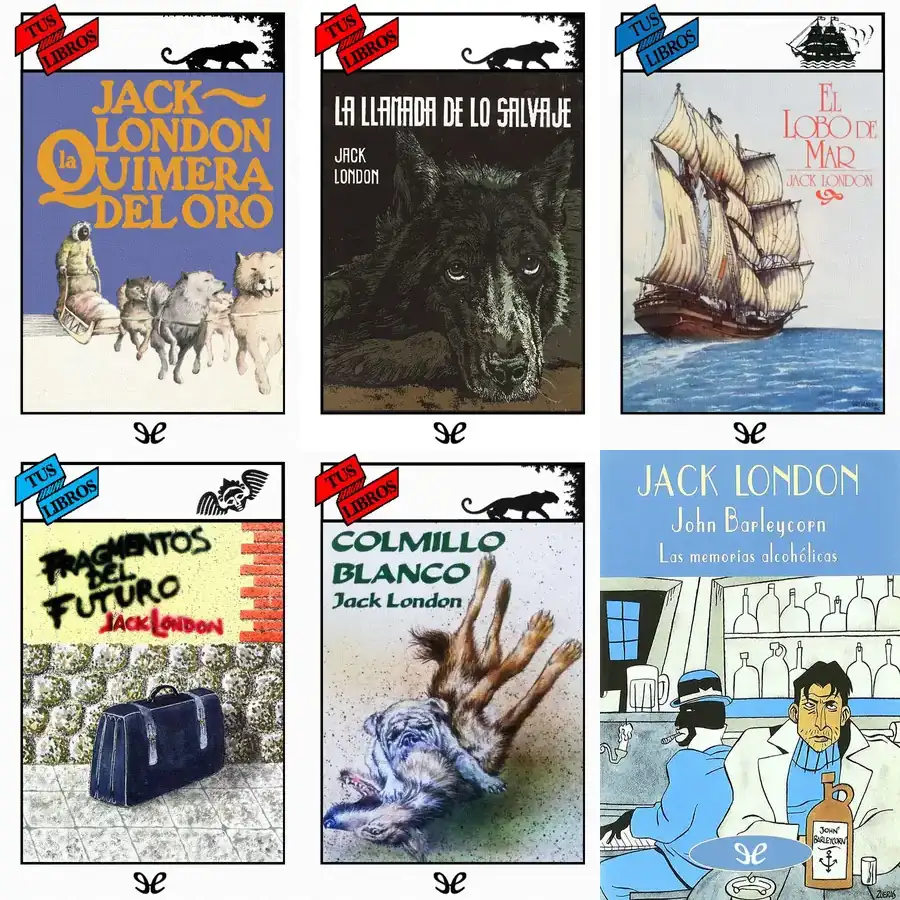 TUS
LIBROS
JACK
LONDON
la
QUIMERA
DEL ORO
TUS
LIBROS
LA LLAMADA DE LO SALVAJE
JACK
LONDON
TUS
LIBROS
EL
LOBO DE
MAR
JACK LONDON
TUS
LIBROS
FRAGMENTOS
DEL
FUTURO
JACK LONDON
TUS
LIBROS
COLMILLO
BLANCO
Jack London
JACK LONDON
John Barleycorn
Las memorias alcohólicas
JOHN
BARLEYCORN